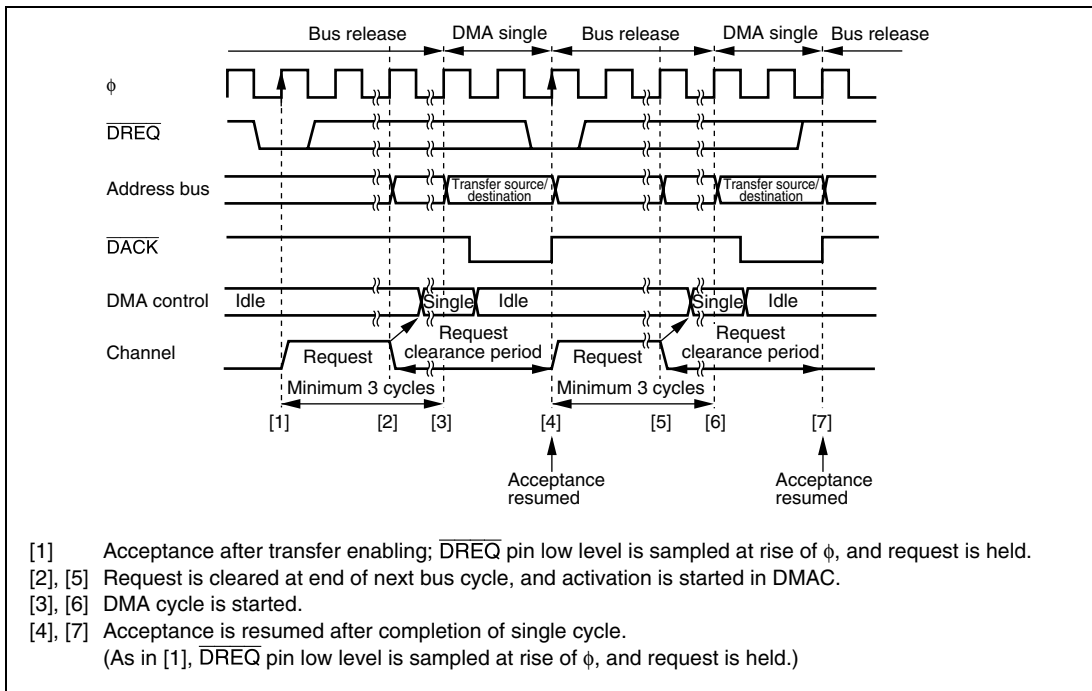 Bus release DMA single Bus release DMA single Bus release
φ
DREQ
Address bus Transfer source/ destination Transfer source/ destination
DACK
DMA control Idle Single Idle Single Idle
Channel Request Request clearance period Request Request clearance period
Minimum 3 cycles Minimum 3 cycles
[1] [2] [3] [4] [5] [6] [7]
Acceptance resumed Acceptance resumed
[1] Acceptance after transfer enabling; DREQ pin low level is sampled at rise of φ, and request is held.
[2], [5] Request is cleared at end of next bus cycle, and activation is started in DMAC.
[3], [6] DMA cycle is started.
[4], [7] Acceptance is resumed after completion of single cycle.
(As in [1], DREQ pin low level is sampled at rise of φ, and request is held.)